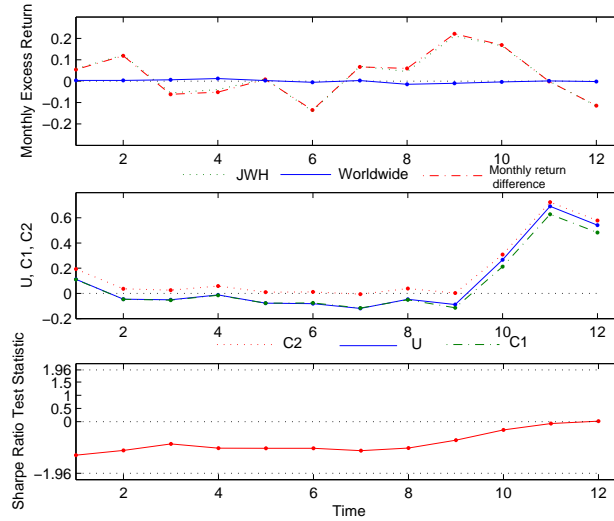 Monthly Excess Return
0.2
0.1
0
−0.1
−0.2
2 4 6 8 10 12
JWH Worldwide Monthly return difference
U, C1, C2
0.6
0.4
0.2
0
−0.2
2 4 6 8 10 12
C2 U C1
Sharpe Ratio Test Statistic
1.96
1.5
1
0.5
0
−1.96
2 4 6 8 10 12
Time